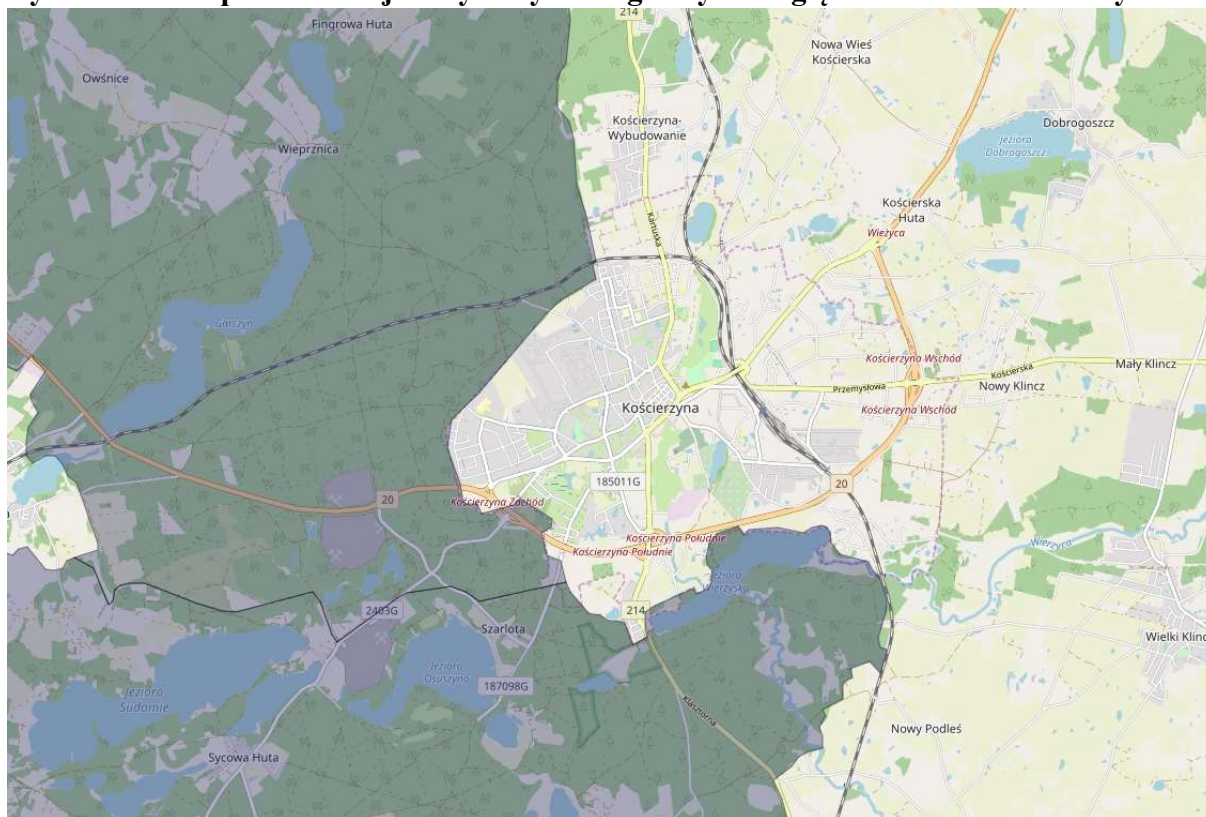 214
Fingrowa Huta
Owśnice
Nowa Wieś
Kościerska
Kościerzyna-
Wybudowanie
Dobrogoszcz
Jezioro
Dobrogoszcz
Wieprznica
Kartuska
Kościerska
Huta
Wieżyca
Garczyn
Kościerzyna Wschód
Mały Klincz
Kościerska
Przemysłowa
Nowy Klincz
Kościerzyna
Kościerzyna Wschód
185011G
20
20
Kościerzyna Zachód
Kościerzyna Południe
Kościerzyna Południe
Wierzyca
Jezioro
Wierzysko
2403G
214
Szarlota
Wielki Klincz
Jezioro
Osuszyno
187098G
Jezioro
Sudomie
Klasztorna
Nowy Podleś
Sycowa Huta